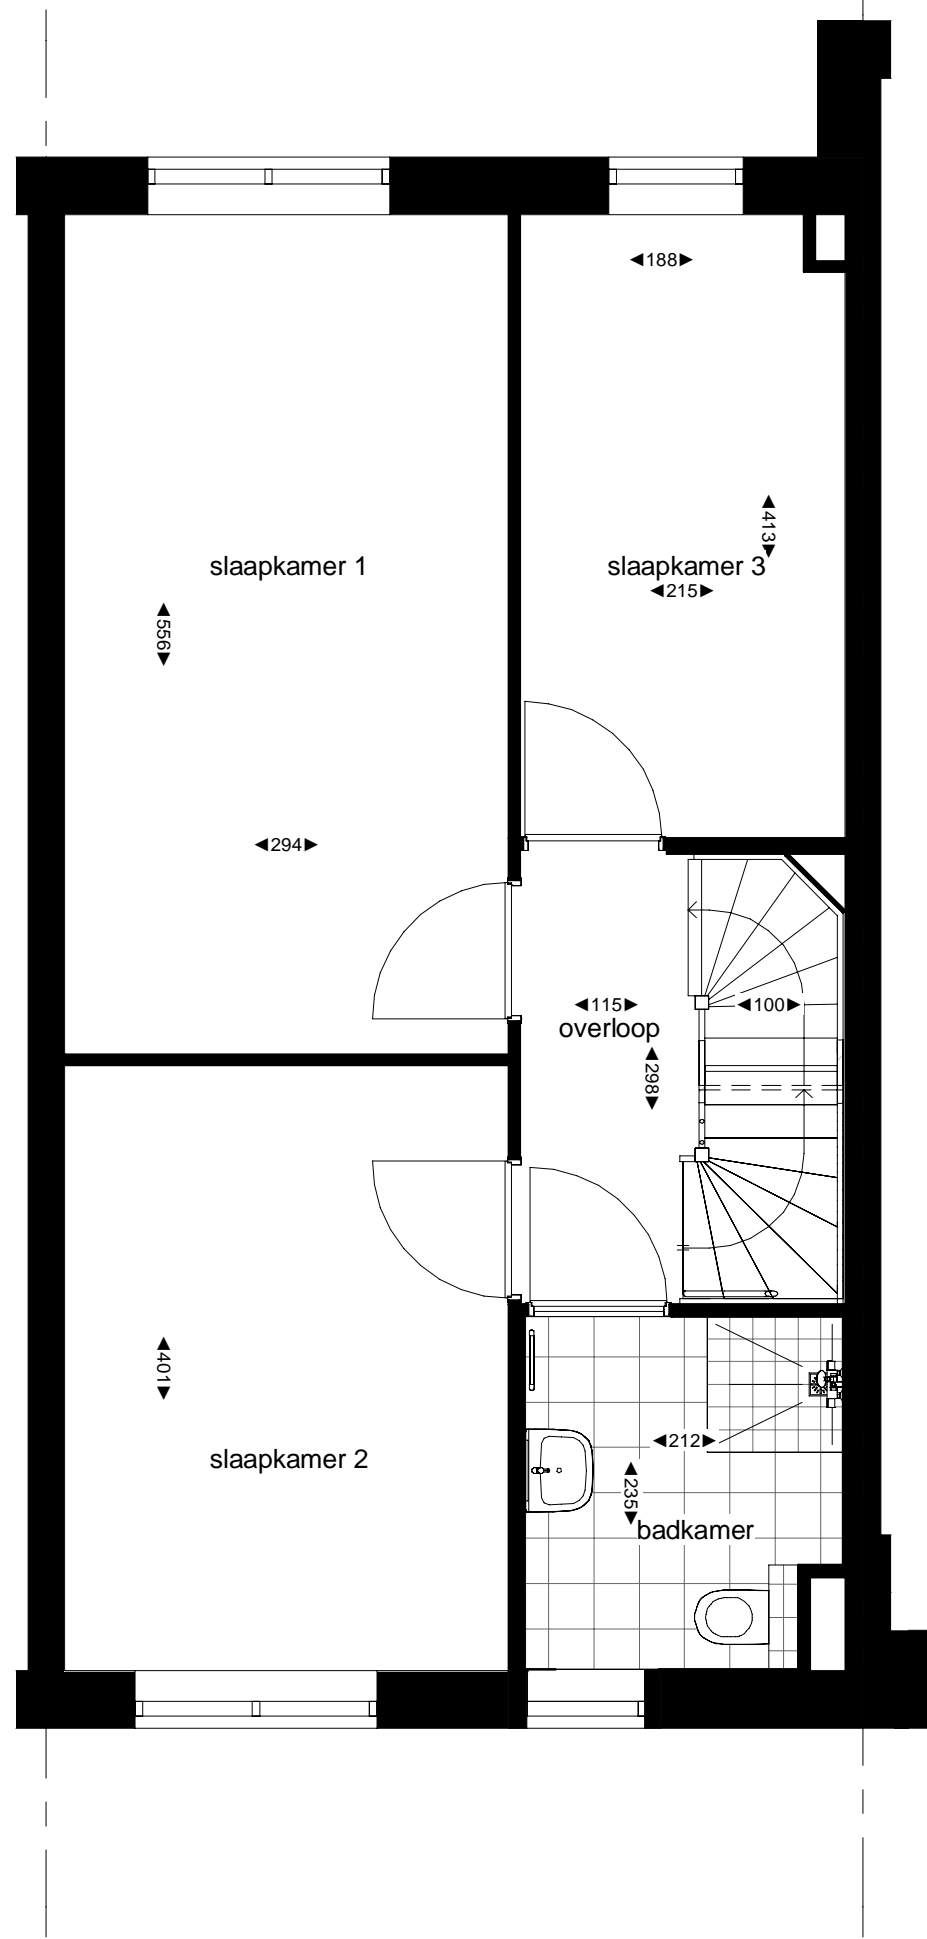 ◄188►
◄413►
slaapkamer 1
slaapkamer 3
◄215►
◄556►
◄294►
◄115►
◄100►
overloop
◄298►
◄401►
◄212►
slaapkamer 2
◄235►
badkamer